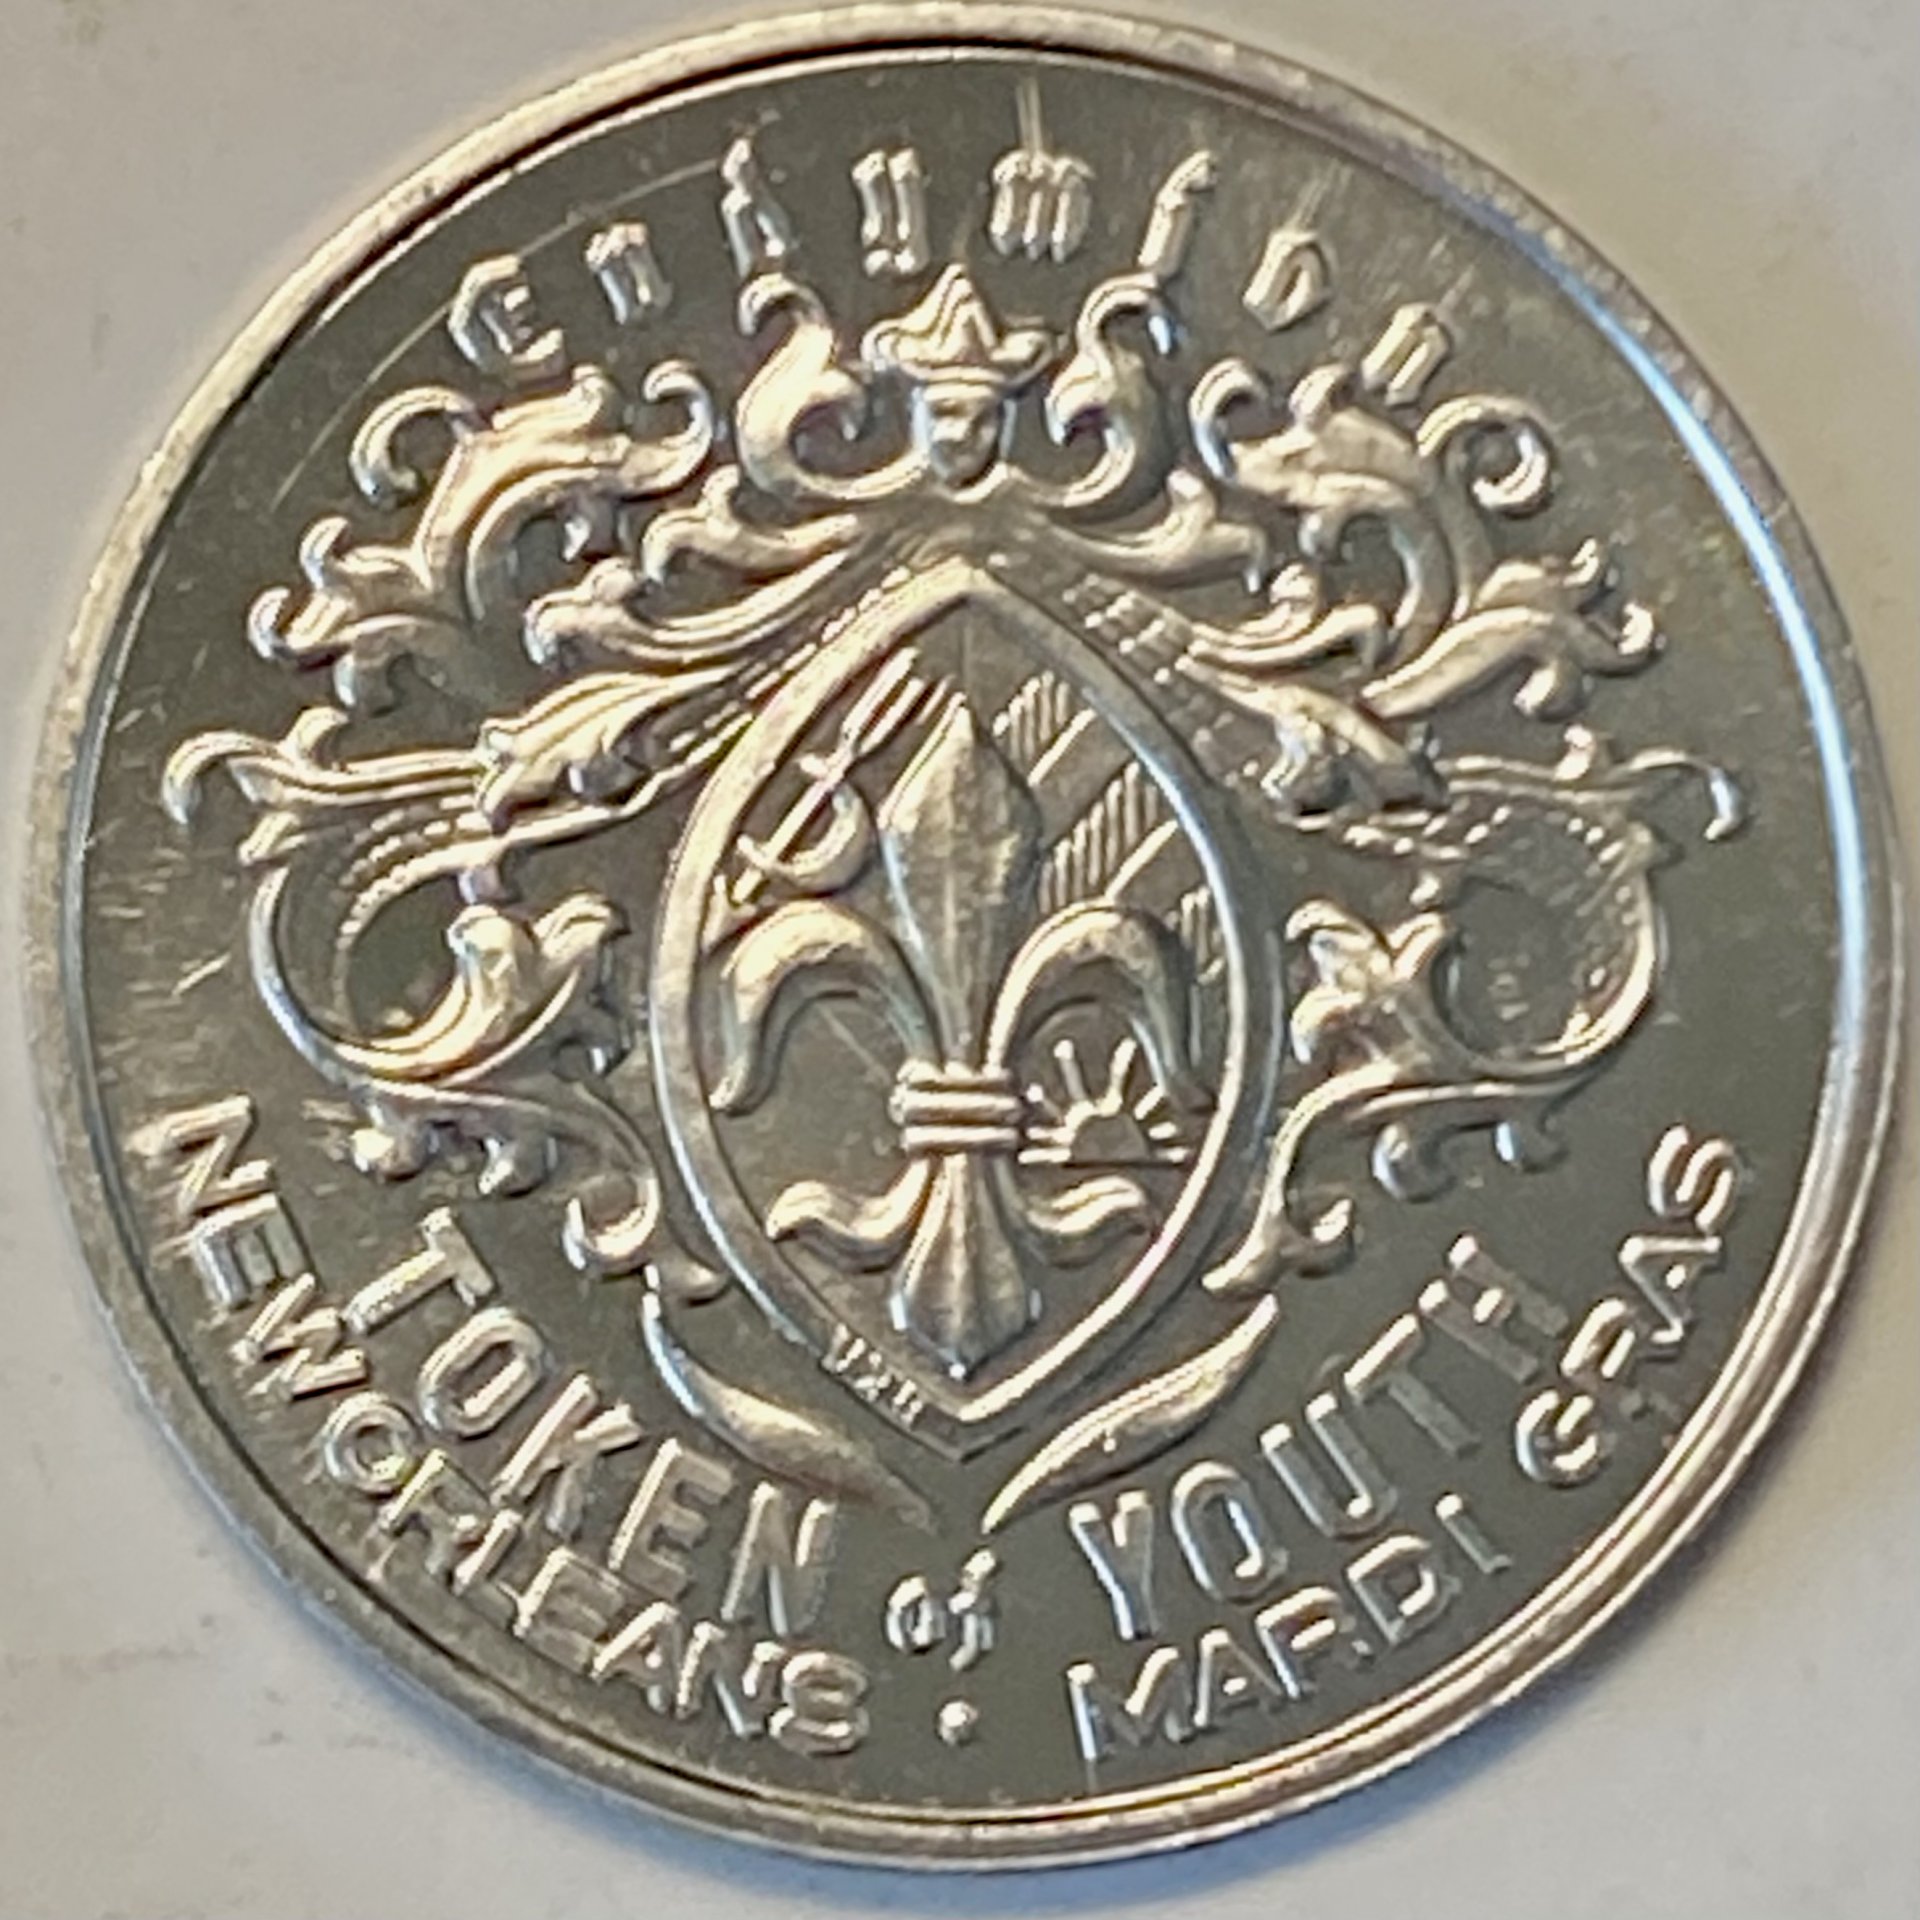 Endymion
TOKEN of YOUTH
NEW ORLEANS • MARDI GRAS